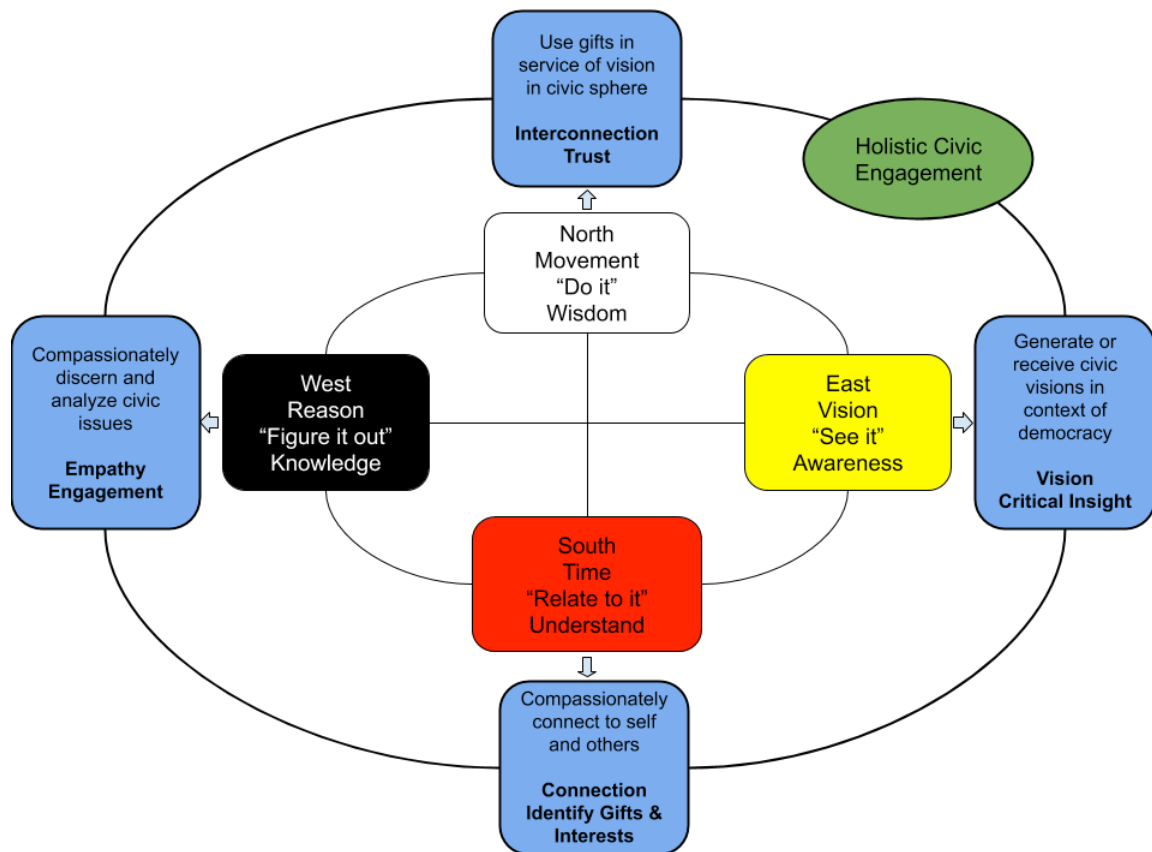 Use gifts in
service of vision
in civic sphere
Interconnection
Trust
Holistic Civic
Engagement
North
Movement
“Do it”
Wisdom
Compassionately
discern and
analyze civic
issues
Empathy
Engagement
West
Reason
“Figure it out”
Knowledge
East
Vision
“See it”
Awareness
Generate or
receive civic
visions in
context of
democracy
Vision
Critical Insight
South
Time
“Relate to it”
Understand
Compassionately
connect to self
and others
Connection
Identify Gifts &
Interests